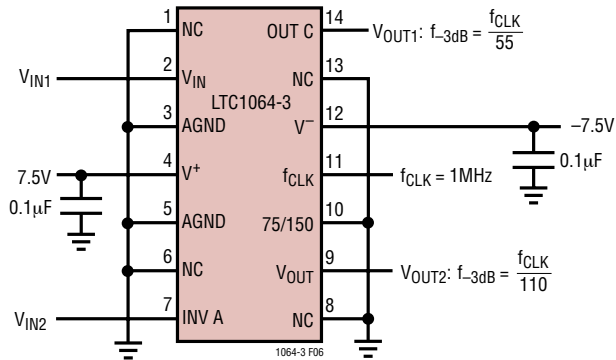 1
NC
OUT C
14
VOUT1: f–3dB = fCLK
55
VIN1
2
VIN
NC
13
LTC1064-3
3
AGND
V–
12
–7.5V
7.5V
4
V+
fCLK
11
fCLK = 1MHz
0.1µF
0.1µF
5
AGND
75/150
10
6
NC
VOUT
9
VOUT2: f–3dB = fCLK
110
VIN2
7
INV A
NC
8
1064-3 F06